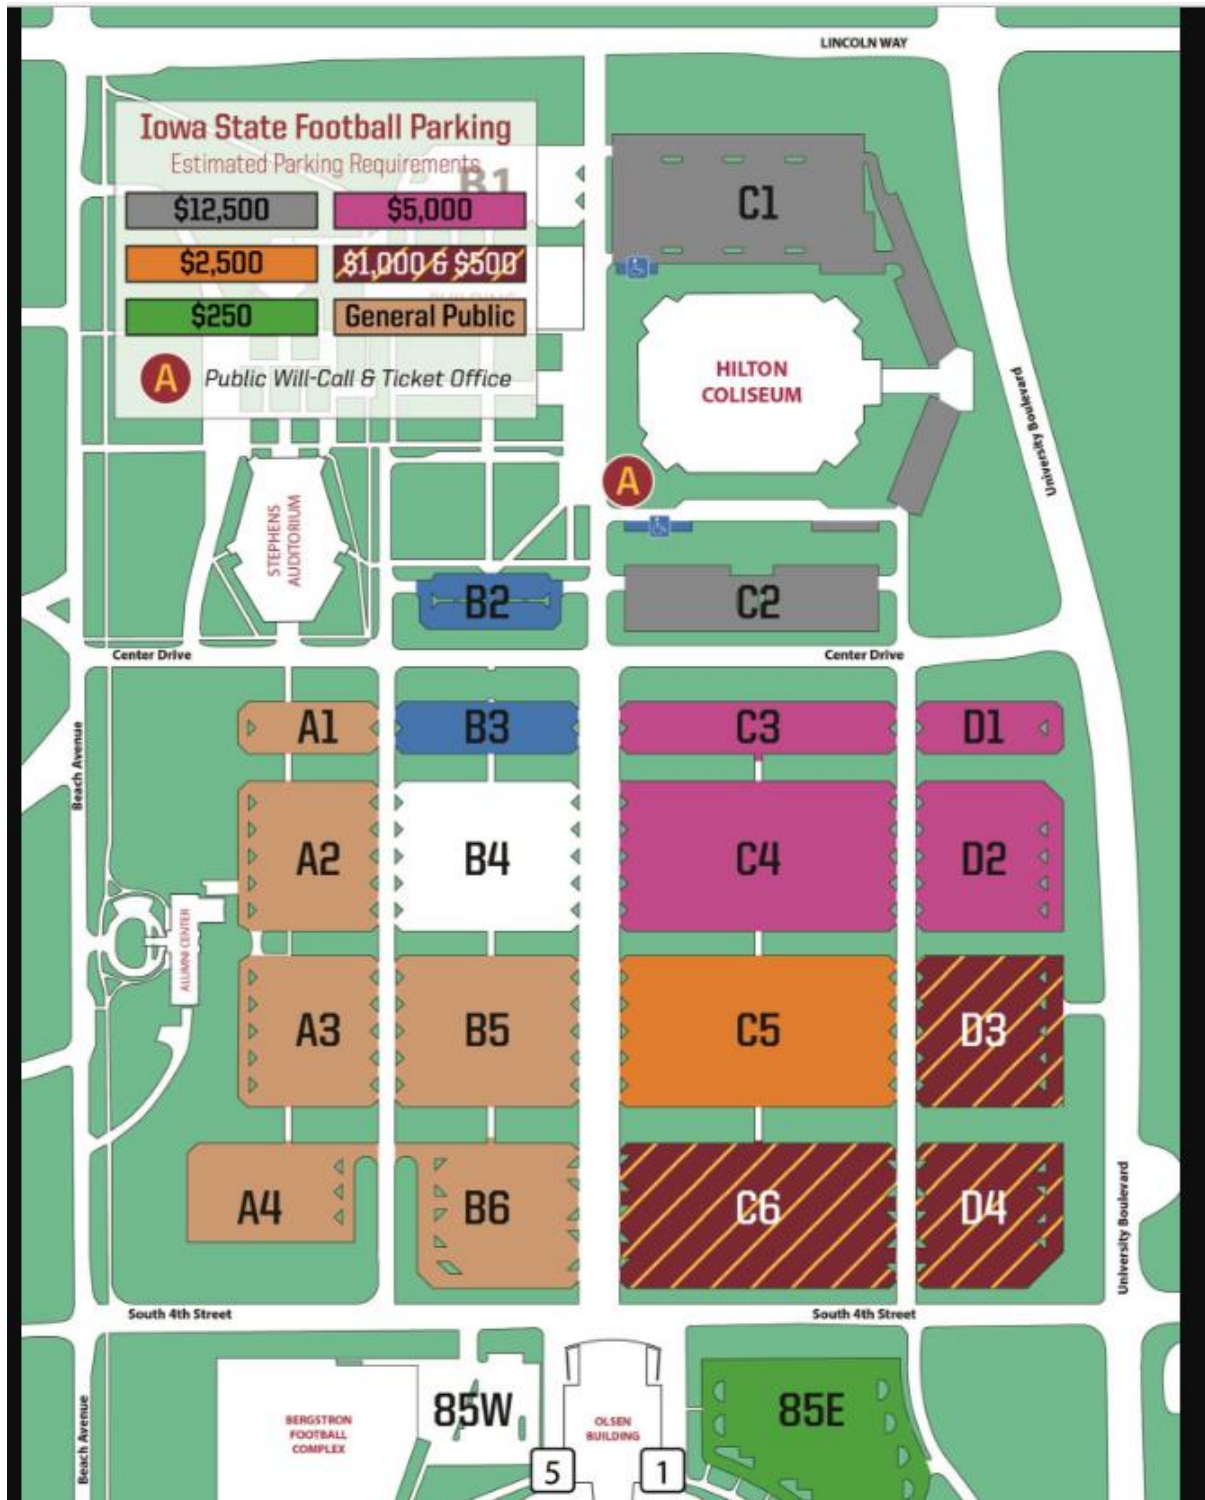 LINCOLN WAY
Iowa State Football Parking
Estimated Parking Requirements
B1
$12,500
$5,000
$2,500
$1,000 & $500
$250
General Public
A
Public Will-Call & Ticket Office
C1
HILTON
COLISEUM
University Boulevard
A
STEPHENS
AUDITORIUM
B2
C2
Center Drive
Center Drive
Beach Avenue
A1
B3
C3
D1
A2
B4
C4
D2
ALUMNI CENTER
A3
B5
C5
D3
A4
B6
C6
D4
University Boulevard
South 4th Street
South 4th Street
Beach Avenue
BERGSTRON
FOOTBALL
COMPLEX
85W
OLSEN
BUILDING
85E
5
1